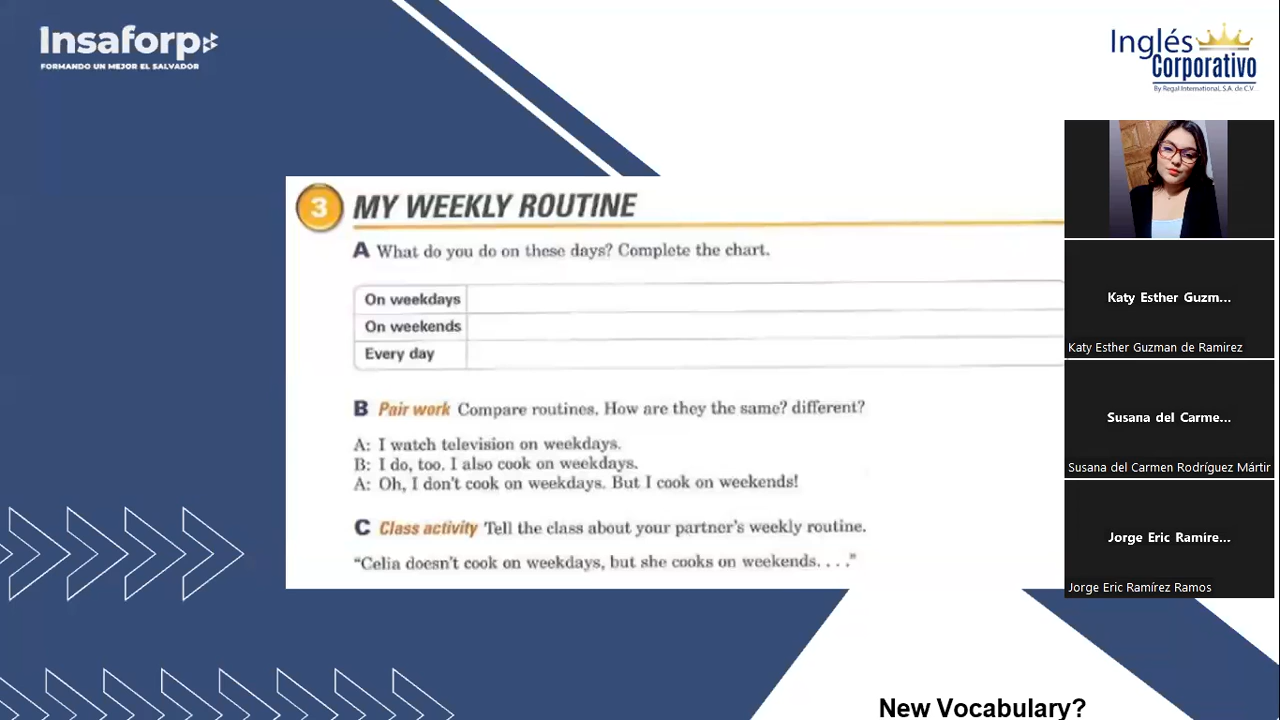 Insaforp
FORMANDO UN MEJOR EL SALVADOR
Inglés
Corporativo
By Regal International, S.A. de C.V.
3 MY WEEKLY ROUTINE
A What do you do on these days? Complete the chart.
On weekdays
On weekends
Every day
B Pair work Compare routines. How are they the same? different?
A: I watch television on weekdays.
B: I do, too. I also cook on weekdays.
A: Oh, I don't cook on weekdays. But I cook on weekends!
C Class activity Tell the class about your partner's weekly routine.
"Celia doesn't cook on weekdays, but she cooks on weekends. . . ."
Katy Esther Guzm...
Katy Esther Guzman de Ramirez
Susana del Carme...
Susana del Carmen Rodríguez Mártir
Jorge Eric Ramire...
Jorge Eric Ramírez Ramos
New Vocabulary?